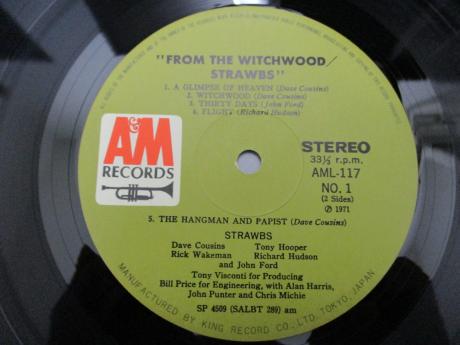 "FROM THE WITCHWOOD/
STRAWBS"
1. A GLIMPSE OF HEAVEN (Dave Cousins)
2. WITCHWOOD (Dave Cousins)
3. THIRTY DAYS (John Ford)
4. FLIGHT (Richard Hudson)
A&M
RECORDS
STEREO
33⅓ r.p.m.
AML-117
NO. 1
(2 Sides)
Ⓟ 1971
5. THE HANGMAN AND PAPIST (Dave Cousins)
STRAWBS
Dave Cousins Tony Hooper
Rick Wakeman Richard Hudson
and John Ford
Tony Visconti for Producing
Bill Price for Engineering, with Alan Harris,
John Punter and Chris Michie
SP 4509 (SALBT 289) am
MANUFACTURED BY KING RECORD CO., LTD. TOKYO, JAPAN